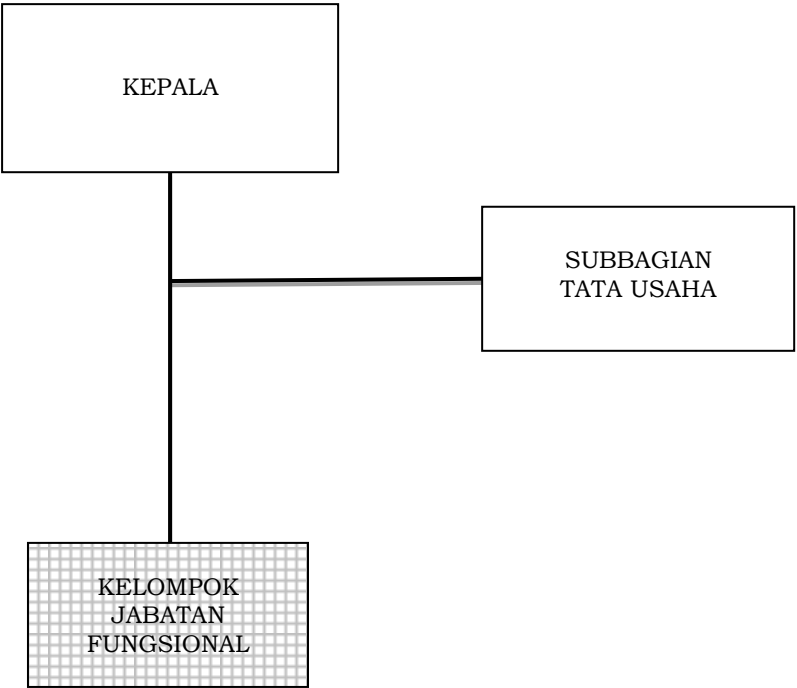 KEPALA
SUBBAGIAN
TATA USAHA
KELOMPOK
JABATAN
FUNGSIONAL